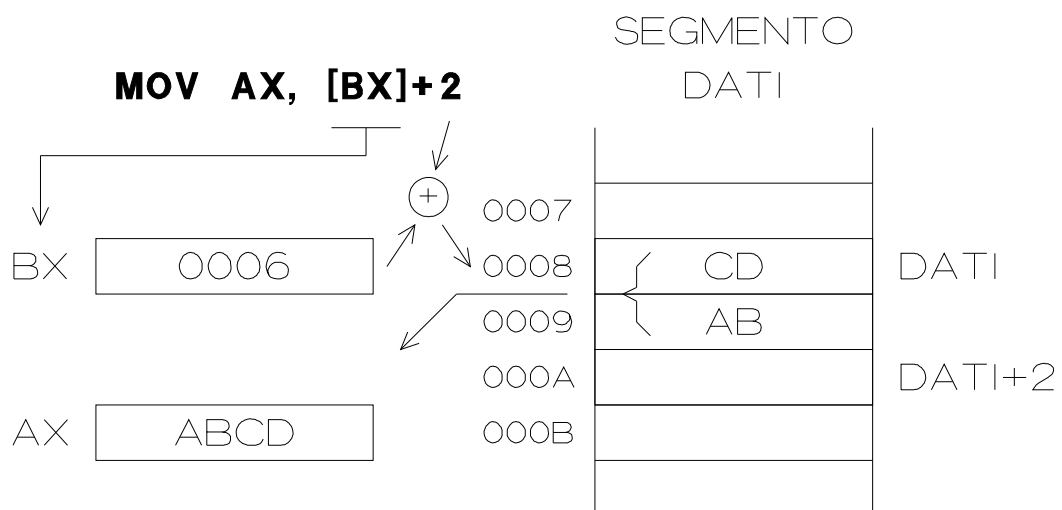 SEGMENTO
DATI
MOV AX, [BX]+2
+
0007
BX 0006 0008 CD DATI
0009 AB
000A DATI+2
AX ABCD 000B